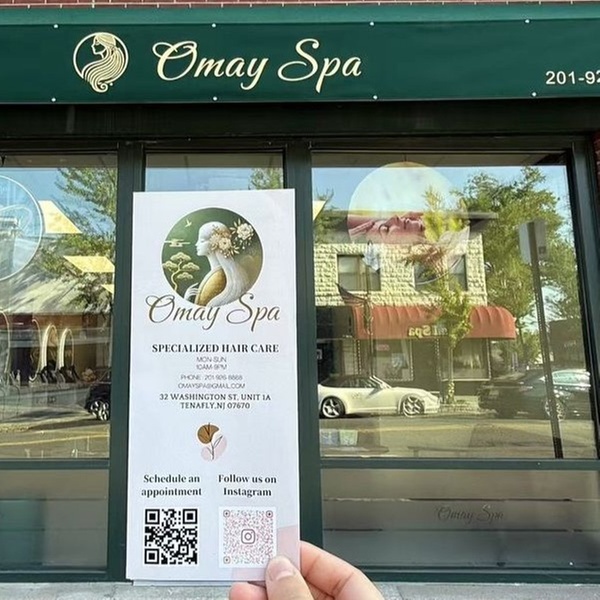 Omay Spa
201-92
Omay Spa
SPECIALIZED HAIR CARE
MON-SUN
10AM-8PM
PHONE: 201-926-8868
OMAYSPA@GMAIL.COM
32 WASHINGTON ST, UNIT 1A
TENAFLY, NJ 07670
Schedule an
appointment
Follow us on
Instagram
Omay Spa